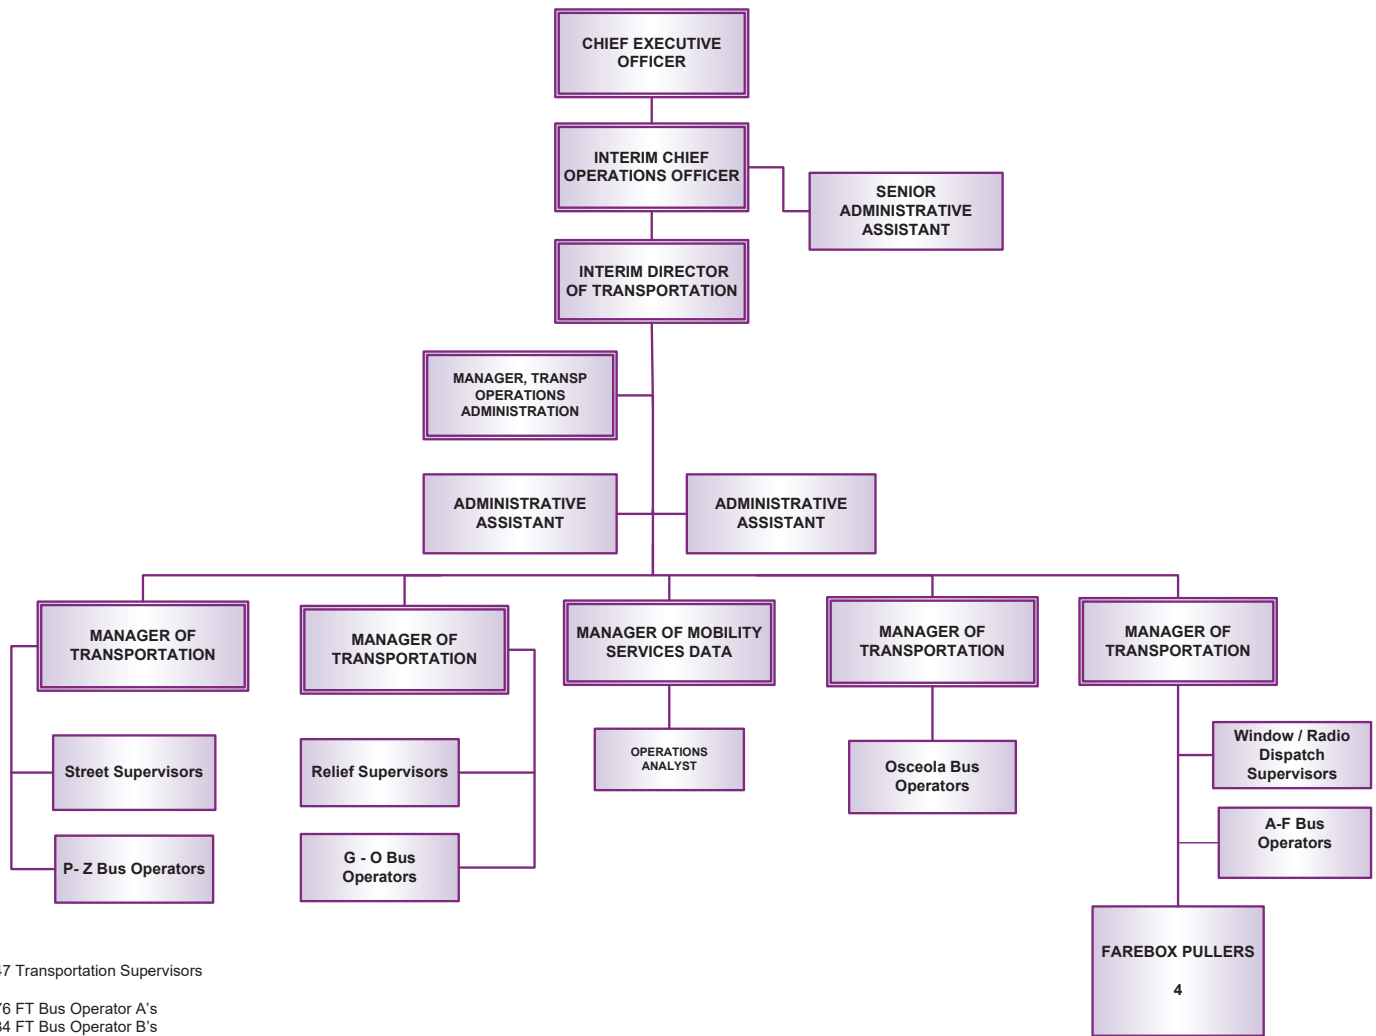 CHIEF EXECUTIVE
OFFICER
INTERIM CHIEF
OPERATIONS OFFICER
SENIOR
ADMINISTRATIVE
ASSISTANT
INTERIM DIRECTOR
OF TRANSPORTATION
MANAGER, TRANSP
OPERATIONS
ADMINISTRATION
ADMINISTRATIVE
ASSISTANT
ADMINISTRATIVE
ASSISTANT
MANAGER OF
TRANSPORTATION
MANAGER OF
TRANSPORTATION
MANAGER OF MOBILITY
SERVICES DATA
MANAGER OF
TRANSPORTATION
MANAGER OF
TRANSPORTATION
Street Supervisors
Relief Supervisors
OPERATIONS
ANALYST
Osceola Bus
Operators
Window / Radio
Dispatch
Supervisors
P- Z Bus Operators
G - O Bus
Operators
A-F Bus
Operators
FAREBOX PULLERS
4
Transportation Supervisors
FT Bus Operator A’s
FT Bus Operator B’s